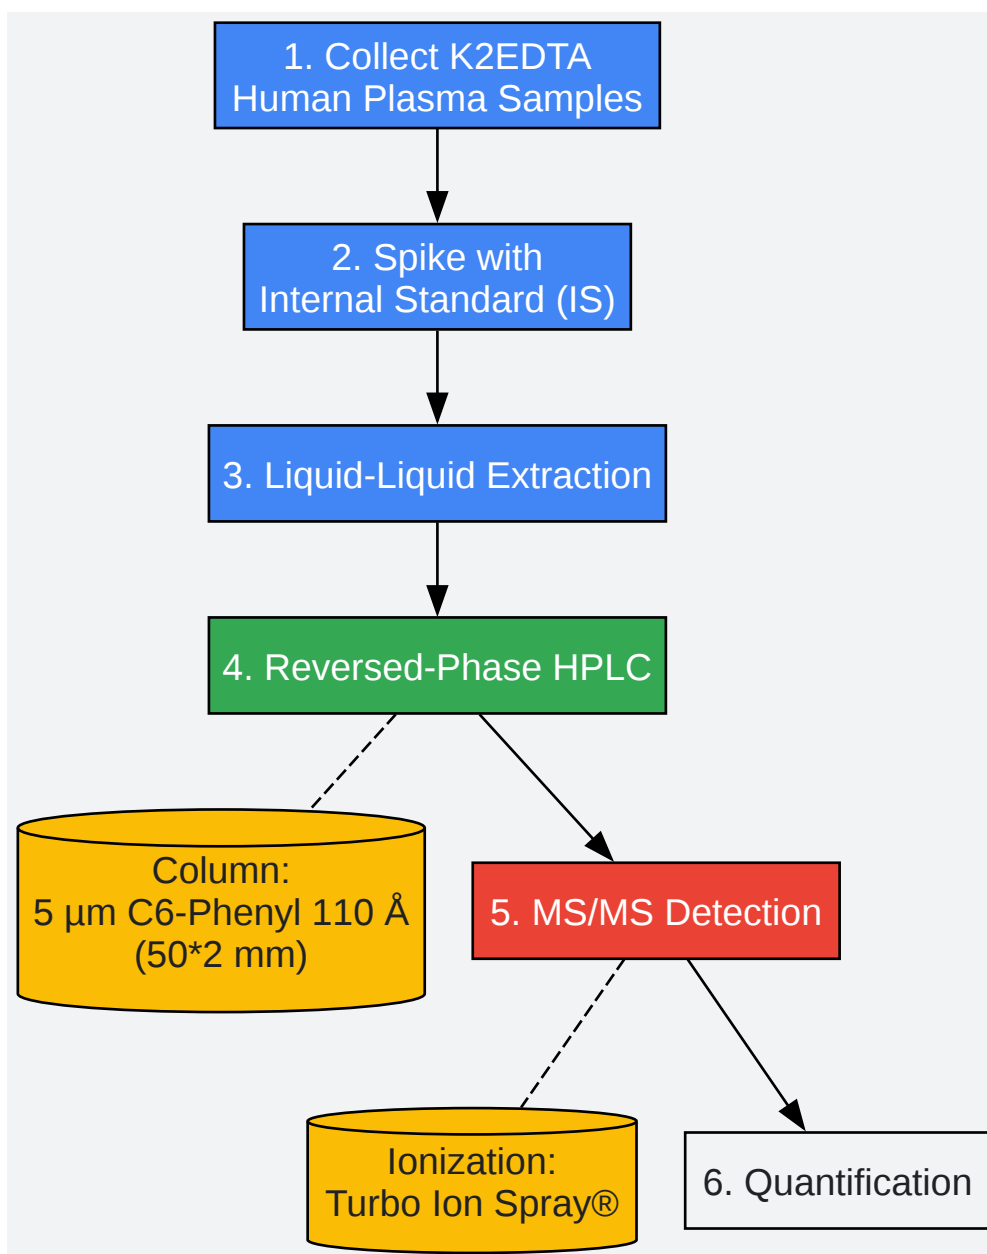 1. Collect K2EDTA
Human Plasma Samples
2. Spike with
Internal Standard (IS)
3. Liquid-Liquid Extraction
4. Reversed-Phase HPLC
Column:
5 µm C6-Phenyl 110 Å
(50*2 mm)
5. MS/MS Detection
Ionization:
Turbo Ion Spray®
6. Quantification